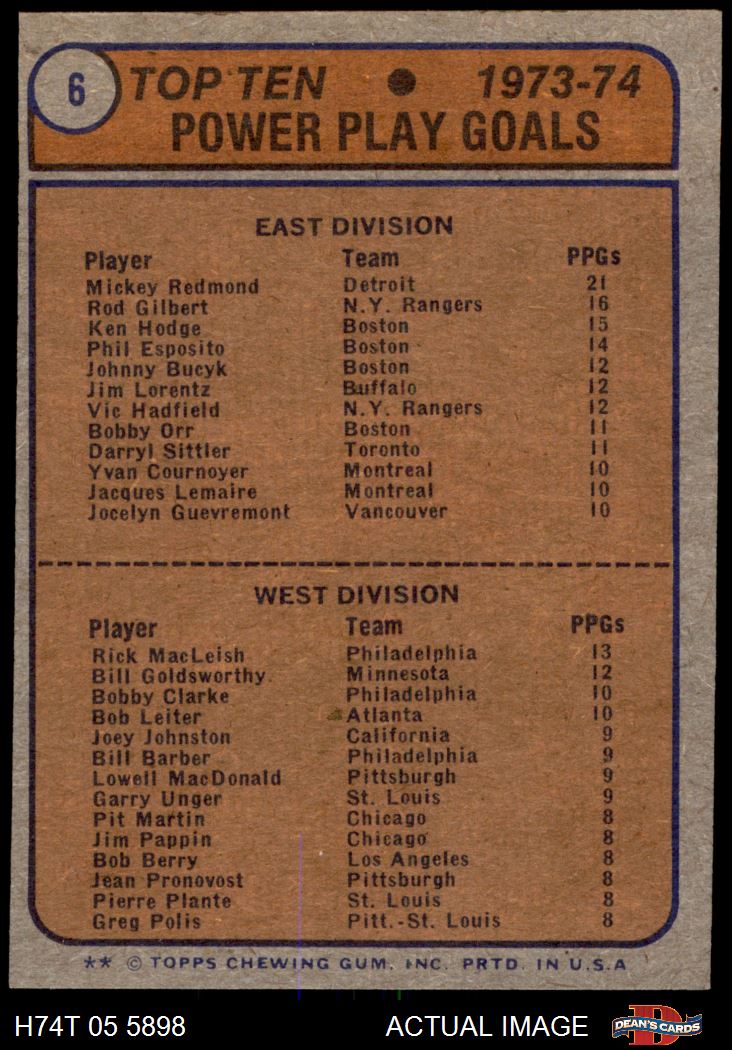 6 TOP TEN ● 1973-74
POWER PLAY GOALS
EAST DIVISION
Player Team PPGs
Mickey Redmond Detroit 21
Rod Gilbert N.Y. Rangers 16
Ken Hodge Boston 15
Phil Esposito Boston 14
Johnny Bucyk Boston 12
Jim Lorentz Buffalo 12
Vic Hadfield N.Y. Rangers 12
Bobby Orr Boston 11
Darryl Sittler Toronto 11
Yvan Cournoyer Montreal 10
Jacques Lemaire Montreal 10
Jocelyn Guevremont Vancouver 10
WEST DIVISION
Player Team PPGs
Rick MacLeish Philadelphia 13
Bill Goldsworthy Minnesota 12
Bobby Clarke Philadelphia 10
Bob Leiter Atlanta 10
Joey Johnston California 9
Bill Barber Philadelphia 9
Lowell MacDonald Pittsburgh 9
Garry Unger St. Louis 9
Pit Martin Chicago 8
Jim Pappin Chicago 8
Bob Berry Los Angeles 8
Jean Pronovost Pittsburgh 8
Pierre Plante St. Louis 8
Greg Polis Pitt.-St. Louis 8
** © TOPPS CHEWING GUM, INC. PRTD. IN U.S.A
H74T 05 5898 ACTUAL IMAGE DEAN'S CARDS